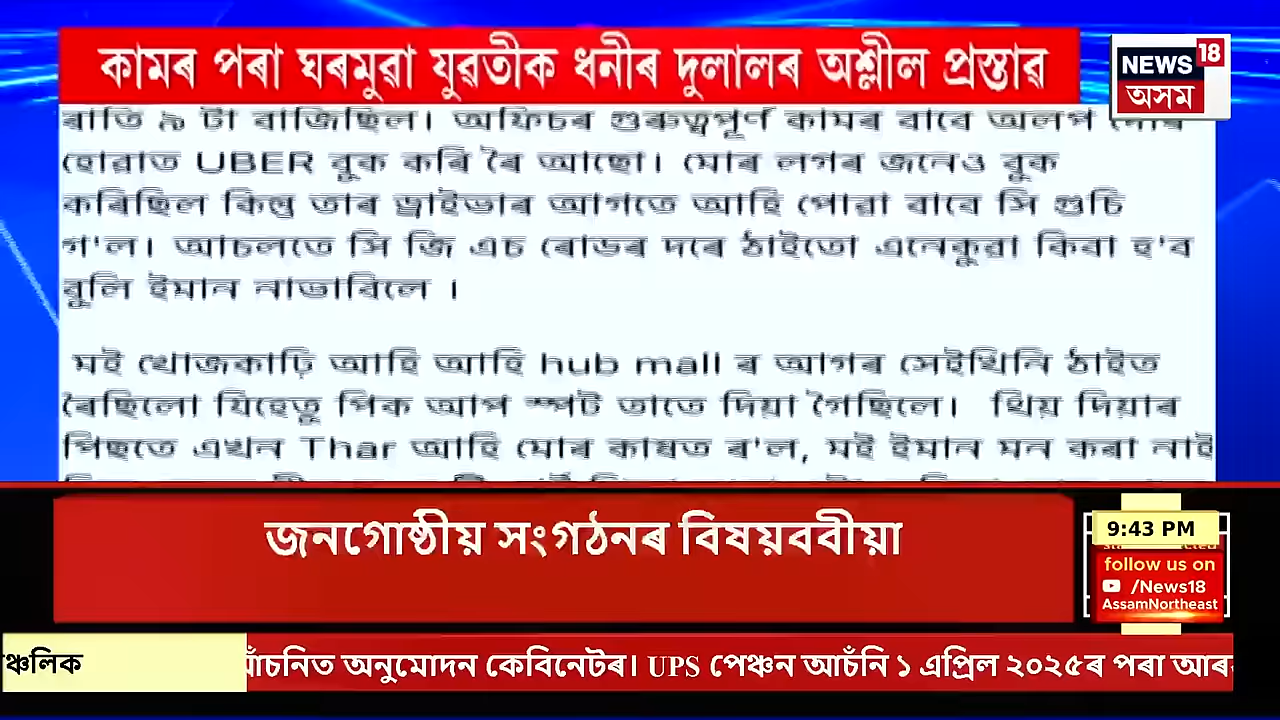 কামৰ পৰা ঘৰমুৱা যুৱতীক ধনীৰ দুলালৰ অশ্লীল প্ৰস্তাৱ
NEWS 18
অসম
ৰাতি ৯ টা বাজিছিল। অফিচৰ গুৰুত্বপূৰ্ণ কামৰ বাবে অলপ দেৰি
হোৱাত UBER বুক কৰি ৰৈ আছো। মোৰ লগৰ জনেও বুক
কৰিছিল কিন্তু তাৰ ড্ৰাইভাৰ আগতে আহি পোৱা বাবে সি গুচি
গ'ল। আচলতে সি জি এচ ৰোডৰ দৰে ঠাইতো এনেকুৱা কিবা হ'ব
বুলি ইমান নাভাবিলে ।
মই খোজকাঢ়ি আহি আহি hub mall ৰ আগৰ সেইখিনি ঠাইত
ৰৈছিলো যিহেতু পিক আপ স্পট তাতে দিয়া গৈছিলে। থিয় দিয়াৰ
পিছতে এখন Thar আহি মোৰ কাষত ৰ'ল, মই ইমান মন কৰা নাই
জনগোষ্ঠীয় সংগঠনৰ বিষয়ববীয়া
9:43 PM
follow us on
/News18
AssamNortheast
ঞ্চলিক
আঁচনিত অনুমোদন কেবিনেটৰ। UPS পেঞ্চন আচঁনি ১ এপ্ৰিল ২০২৫ৰ পৰা